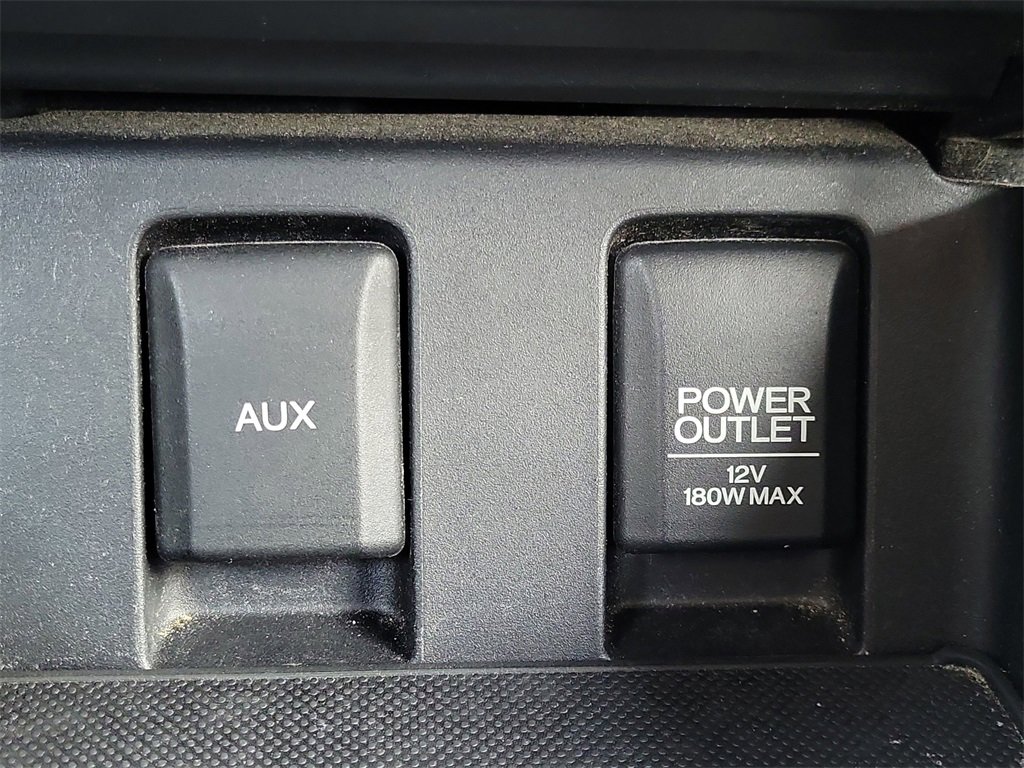 AUX
POWER
OUTLET
12V
180W MAX